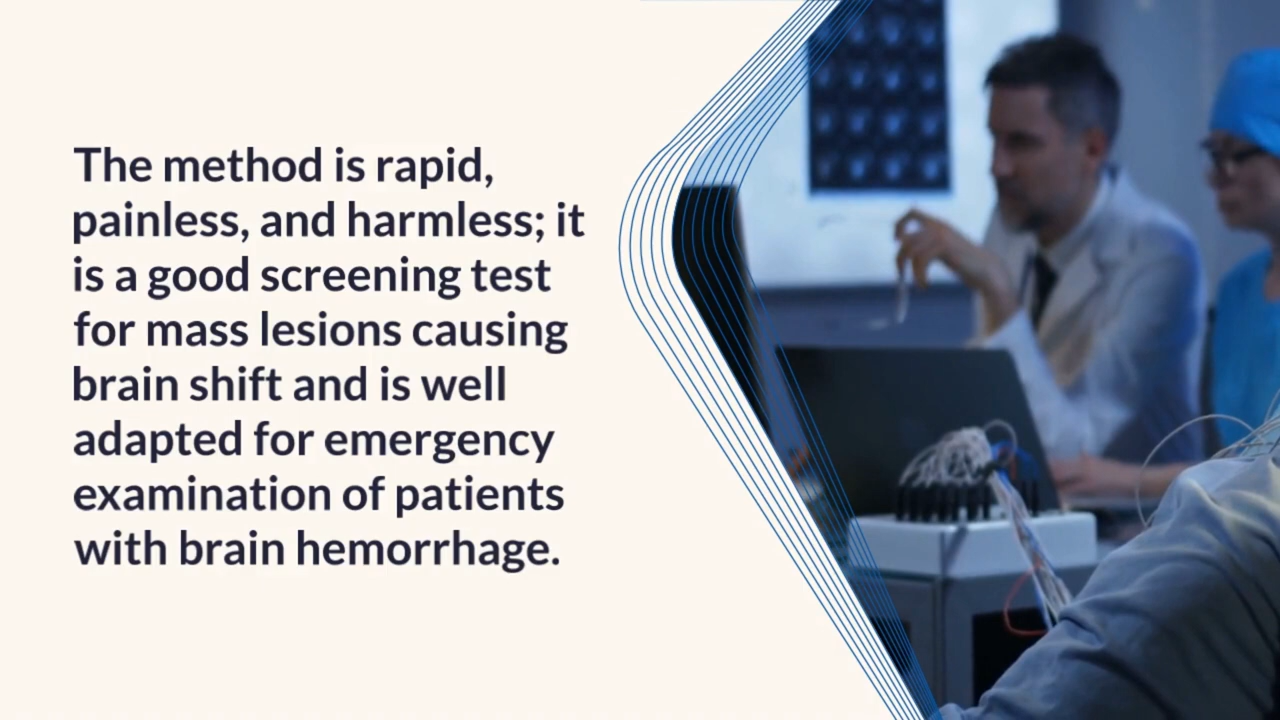 The method is rapid,
painless, and harmless; it
is a good screening test
for mass lesions causing
brain shift and is well
adapted for emergency
examination of patients
with brain hemorrhage.